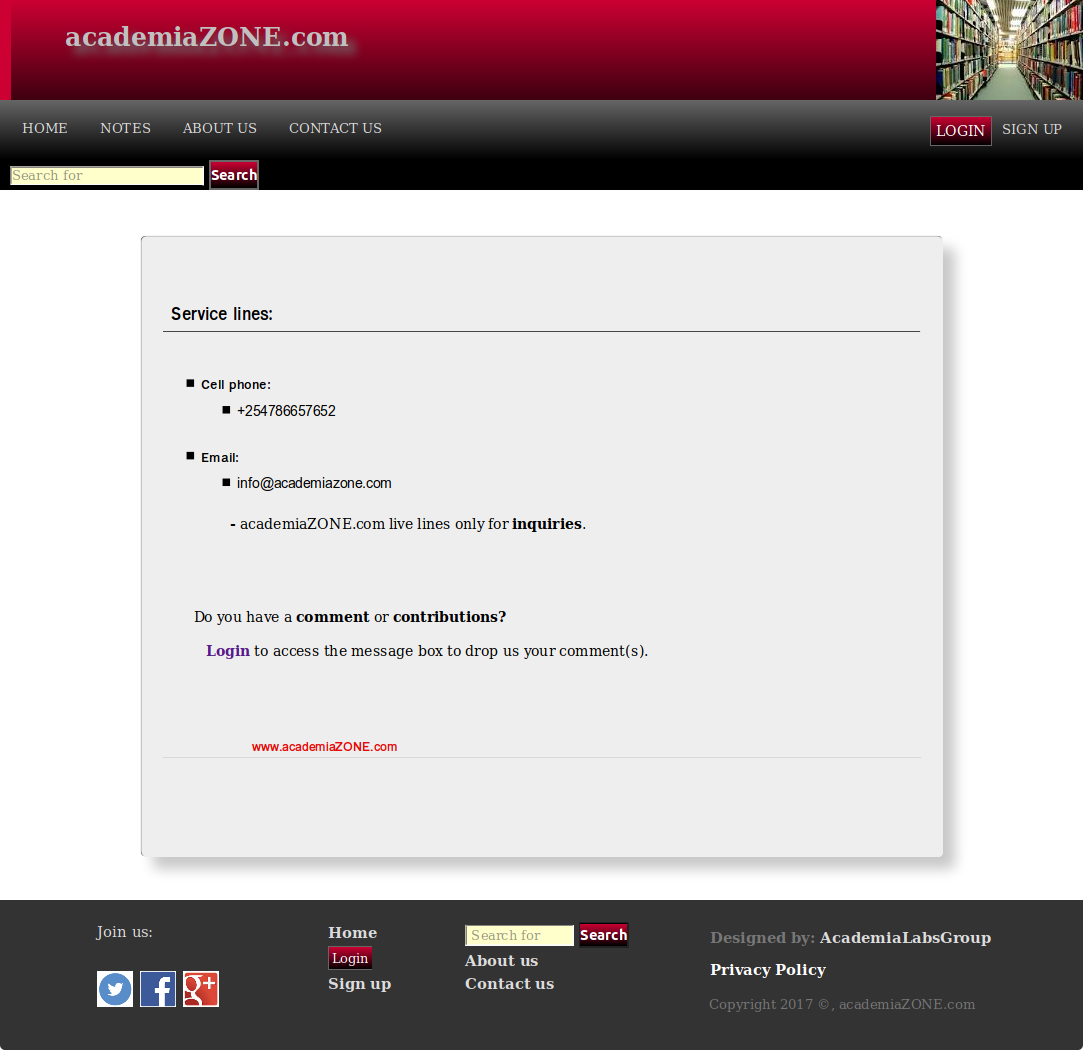 academiaZONE.com
HOME NOTES ABOUT US CONTACT US LOGIN SIGN UP
Search for Search
Service lines:
Cell phone:
+254786657652
Email:
info@academiazone.com
- academiaZONE.com live lines only for inquiries.
Do you have a comment or contributions?
Login to access the message box to drop us your comment(s).
www.academiaZONE.com
Join us:
Home
Login
Sign up
Search for Search
About us
Contact us
Designed by: AcademiaLabsGroup
Privacy Policy
Copyright 2017 ©, academiaZONE.com